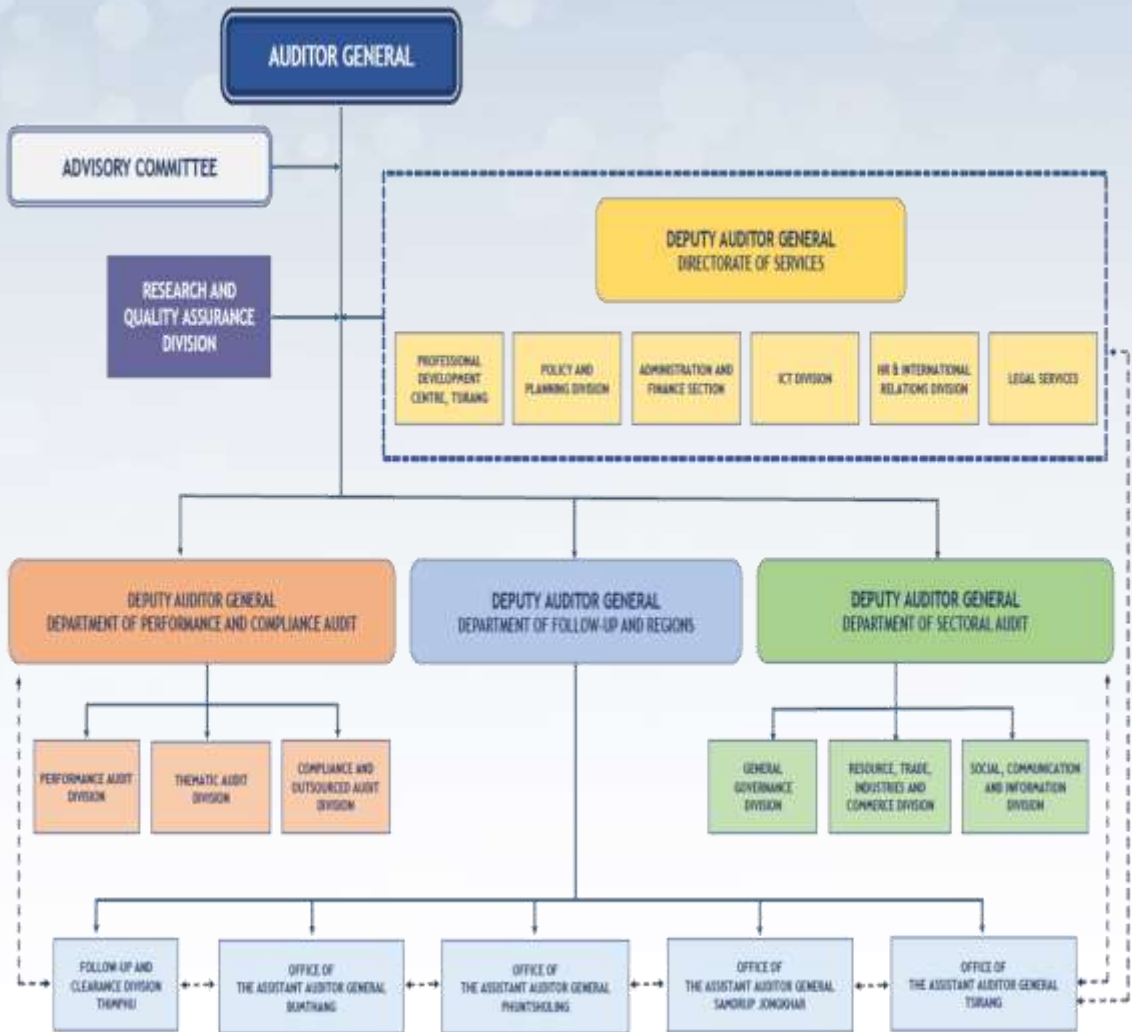 AUDITOR GENERAL
ADVISORY COMMITTEE
RESEARCH AND
QUALITY ASSURANCE
DIVISION
DEPUTY AUDITOR GENERAL
DIRECTORATE OF SERVICES
PROFESSIONAL
DEVELOPMENT
CENTRE, TSIRANG
POLICY AND
PLANNING DIVISION
ADMINISTRATION AND
FINANCE SECTION
ICT DIVISION
HR & INTERNATIONAL
RELATIONS DIVISION
LEGAL SERVICES
DEPUTY AUDITOR GENERAL
DEPARTMENT OF PERFORMANCE AND COMPLIANCE AUDIT
DEPUTY AUDITOR GENERAL
DEPARTMENT OF FOLLOW-UP AND REGIONS
DEPUTY AUDITOR GENERAL
DEPARTMENT OF SECTORAL AUDIT
PERFORMANCE AUDIT
DIVISION
THEMATIC AUDIT
DIVISION
COMPLIANCE AND
OUTSOURCED AUDIT
DIVISION
GENERAL
GOVERNANCE
DIVISION
RESOURCE, TRADE,
INDUSTRIES AND
COMMERCE DIVISION
SOCIAL, COMMUNICATION
AND INFORMATION
DIVISION
FOLLOW-UP AND
CLEARANCE DIVISION
THIMPHU
OFFICE OF
THE ASSISTANT AUDITOR GENERAL
BUMTHANG
OFFICE OF
THE ASSISTANT AUDITOR GENERAL
PHUNTSHOLING
OFFICE OF
THE ASSISTANT AUDITOR GENERAL
SAMDRUP JONGKHAR
OFFICE OF
THE ASSISTANT AUDITOR GENERAL
TSIRANG